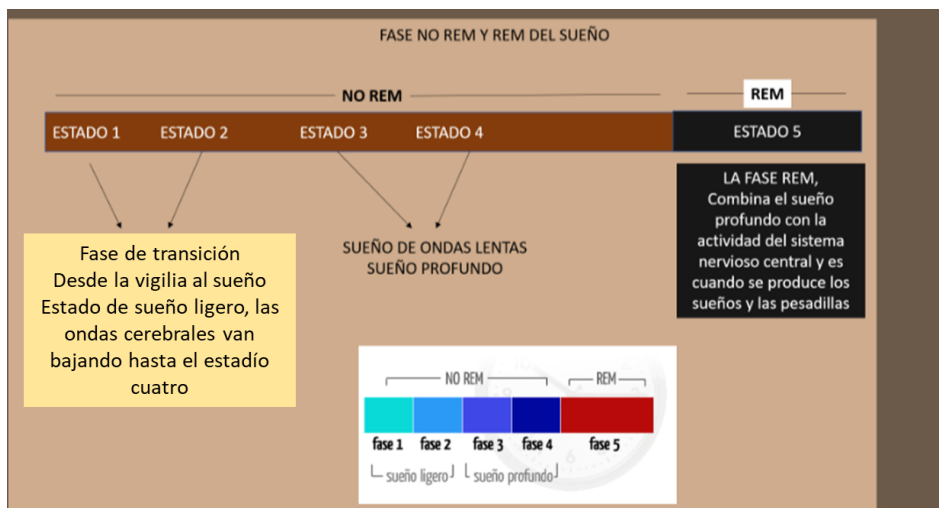 FASE NO REM Y REM DEL SUEÑO
NO REM
REM
ESTADO 1 ESTADO 2 ESTADO 3 ESTADO 4 ESTADO 5
Fase de transición
Desde la vigilia al sueño
Estado de sueño ligero, las
ondas cerebrales van
bajando hasta el estadío
cuatro
SUEÑO DE ONDAS LENTAS
SUEÑO PROFUNDO
LA FASE REM,
Combina el sueño
profundo con la
actividad del sistema
nervioso central y es
cuando se produce los
sueños y las pesadillas
NO REM REM
fase 1 fase 2 fase 3 fase 4 fase 5
sueño ligero sueño profundo